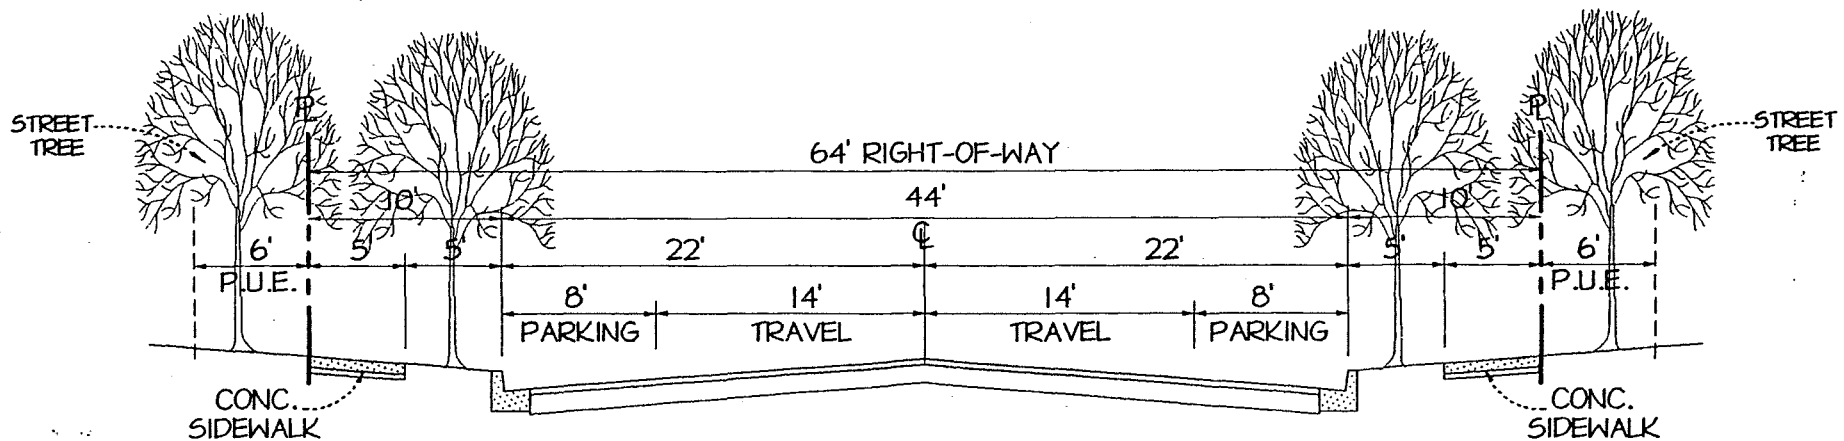 STREET
TREE
PL
PL
STREET
TREE
64' RIGHT-OF-WAY
10'
44'
10'
CL
6'
P.U.E.
5'
5'
22'
22'
5'
5'
6'
P.U.E.
8'
PARKING
14'
TRAVEL
14'
TRAVEL
8'
PARKING
CONC.
SIDEWALK
CONC.
SIDEWALK